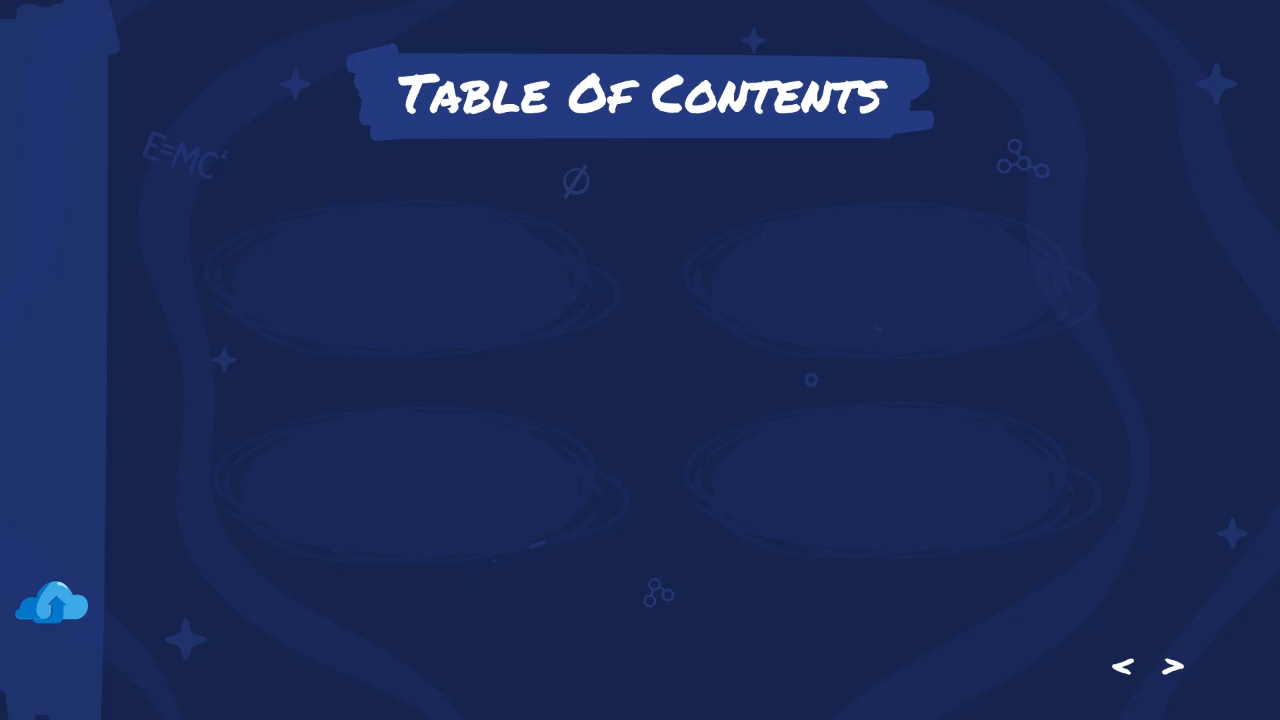 Table Of Contents
E=MC²
Ø
< >